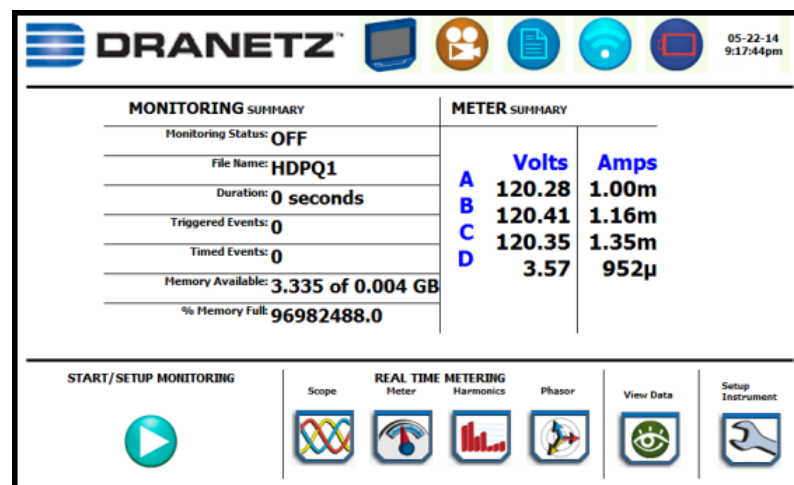 DRANETZ
05-22-14
9:17:44pm
MONITORING SUMMARY
Monitoring Status: OFF
File Name: HDPQ1
Duration: 0 seconds
Triggered Events: 0
Timed Events: 0
Memory Available: 3.335 of 0.004 GB
% Memory Full: 96982488.0
METER SUMMARY
Volts Amps
A 120.28 1.00m
B 120.41 1.16m
C 120.35 1.35m
D 3.57 952µ
START/SETUP MONITORING
REAL TIME METERING
Scope Meter Harmonics Phasor
View Data
Setup
Instrument